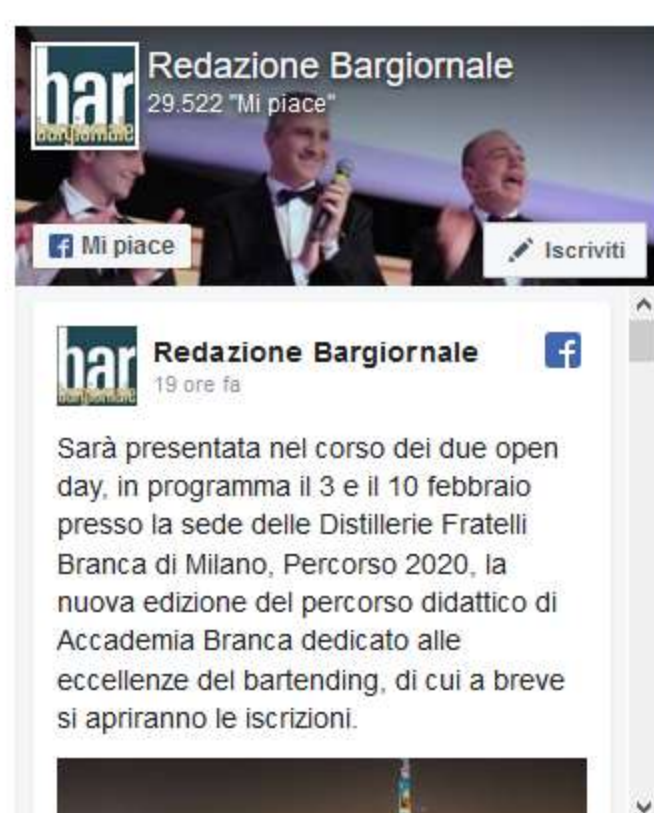 bar
bargiornale
Redazione Bargiornale
29.522 "Mi piace"
Mi piace
Iscriviti
bar
bargiornale
Redazione Bargiornale
19 ore fa
Sarà presentata nel corso dei due open
day, in programma il 3 e il 10 febbraio
presso la sede delle Distillerie Fratelli
Branca di Milano, Percorso 2020, la
nuova edizione del percorso didattico di
Accademia Branca dedicato alle
eccellenze del bartending, di cui a breve
si apriranno le iscrizioni.